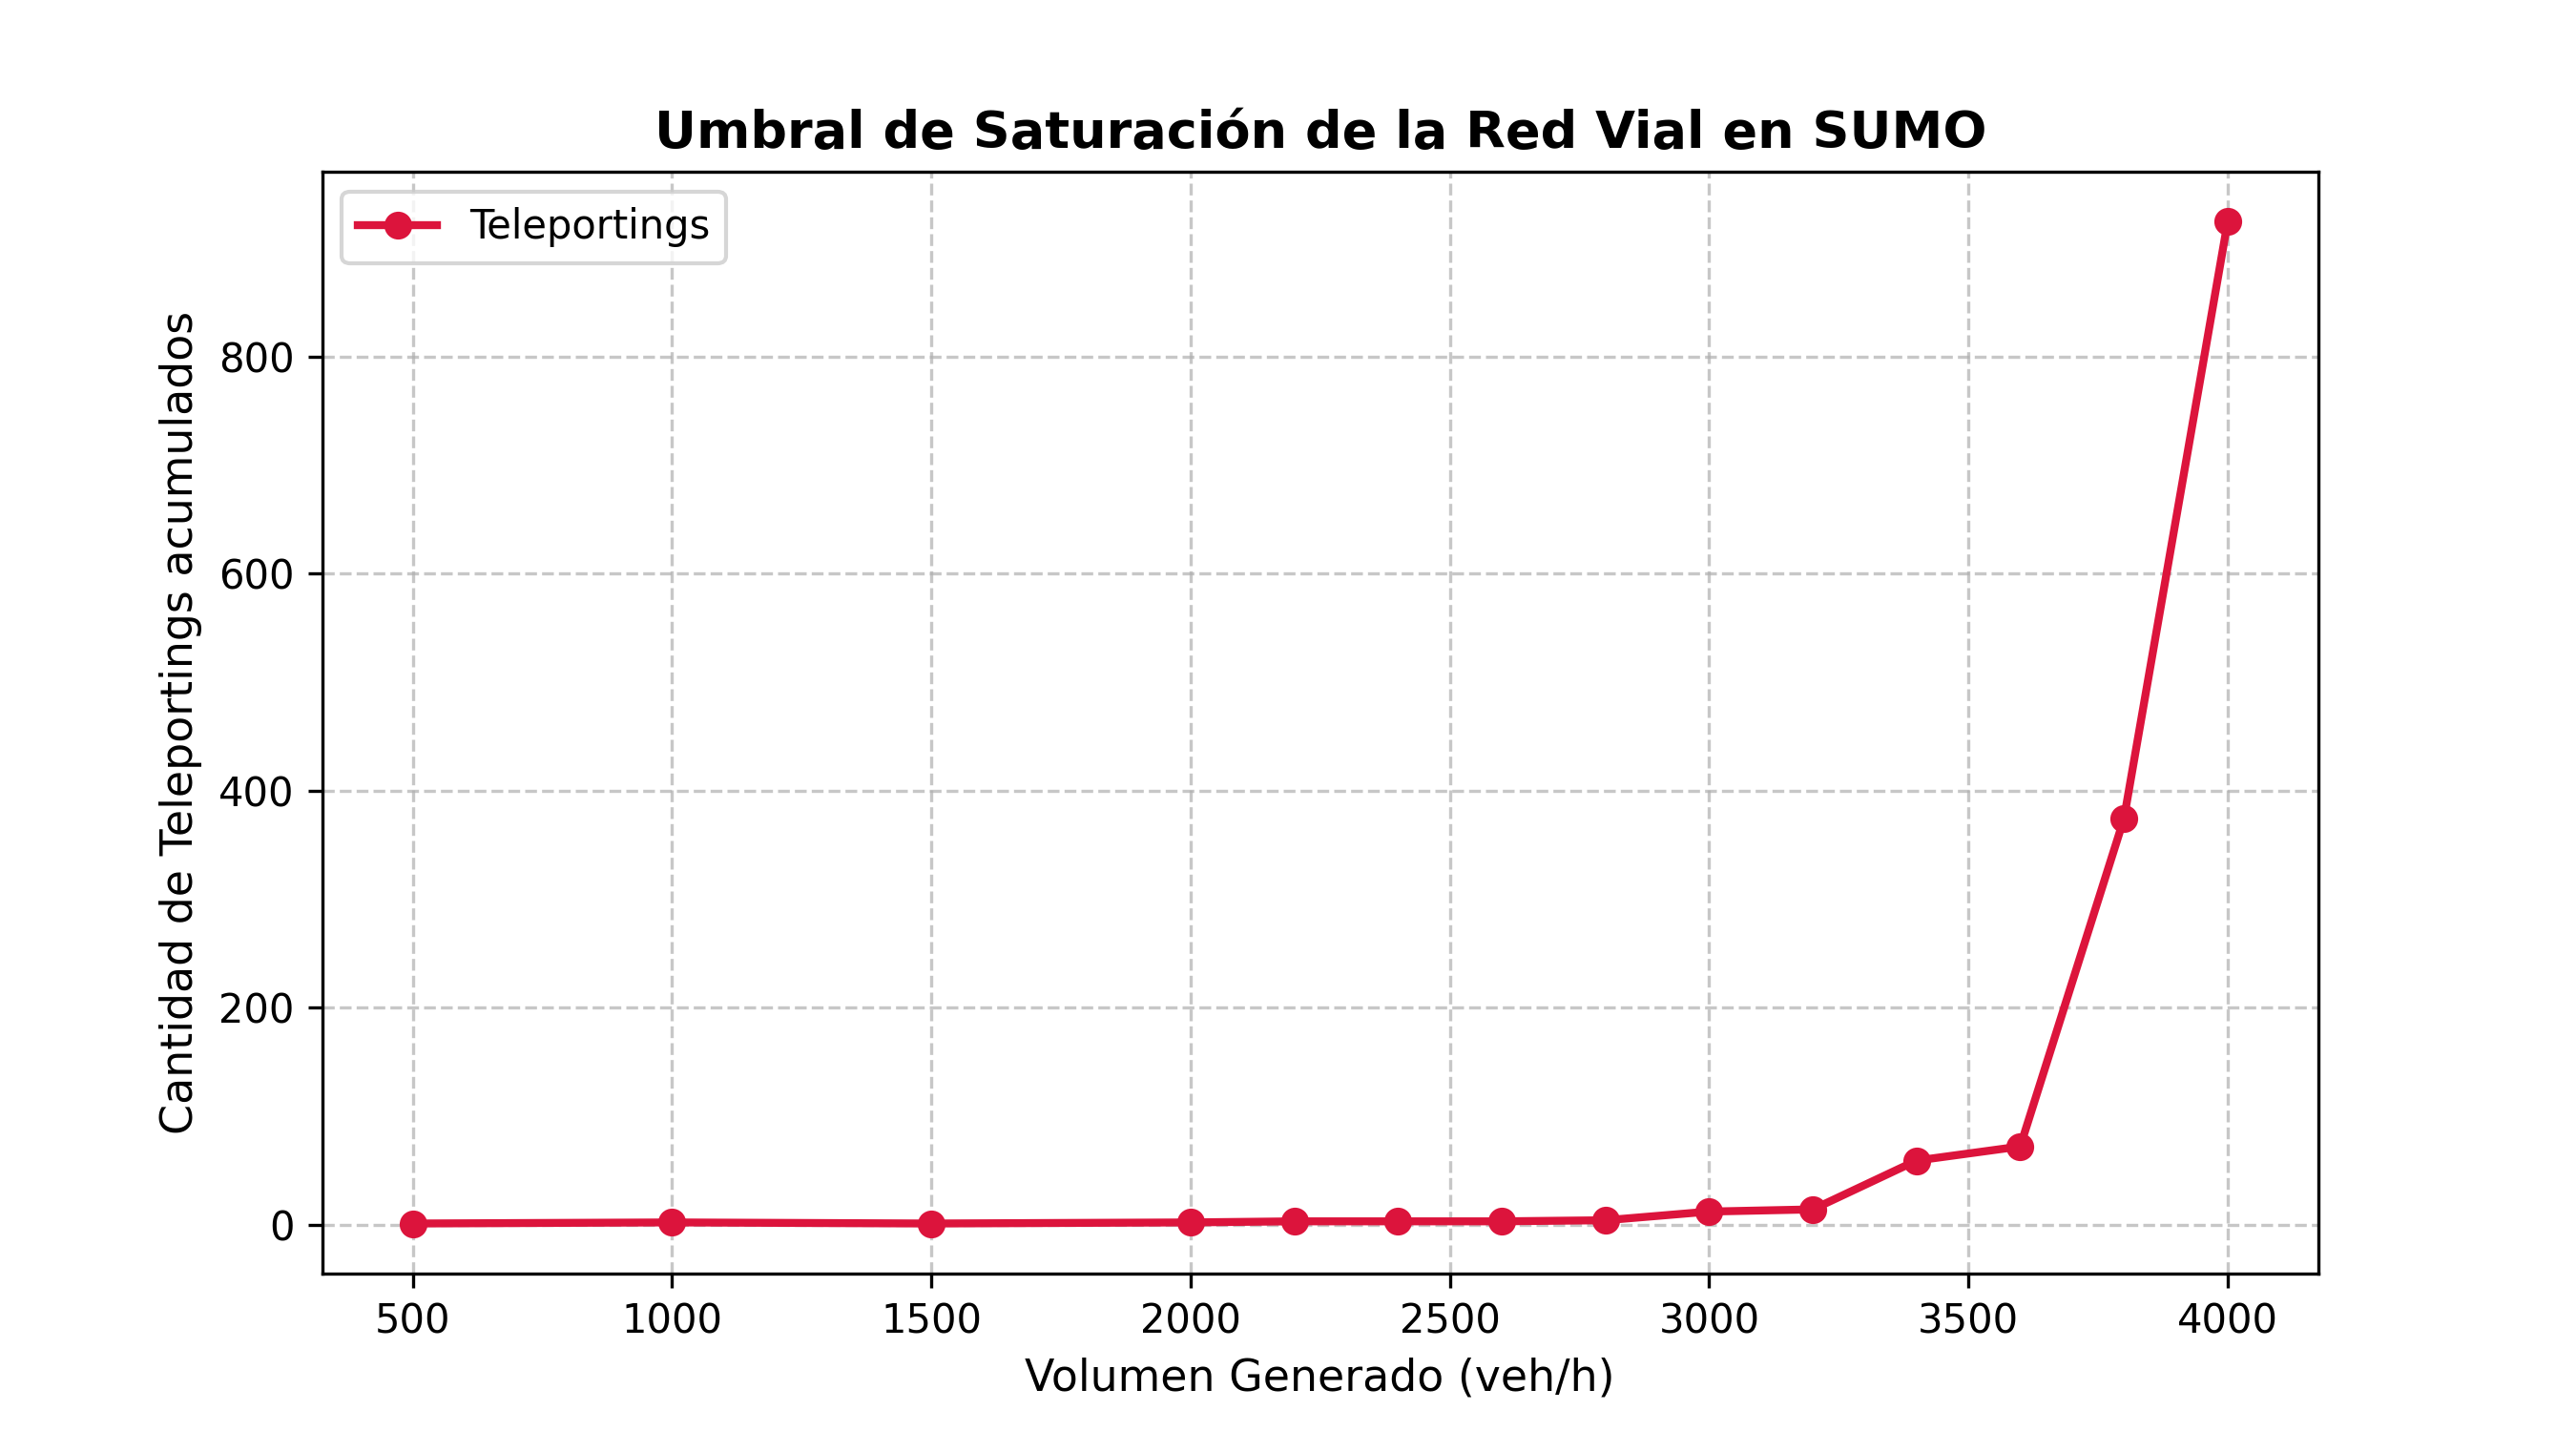 Umbral de Saturación de la Red Vial en SUMO
Teleportings
Cantidad de Teleportings acumulados
800
600
400
200
0
500 1000 1500 2000 2500 3000 3500 4000
Volumen Generado (veh/h)